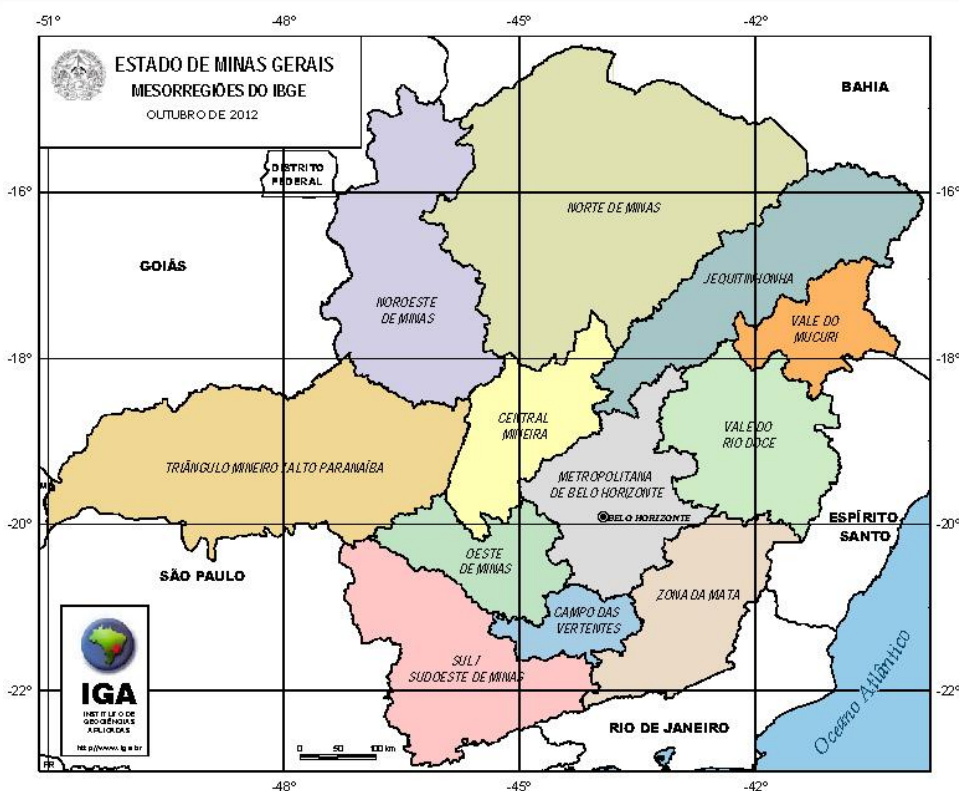 -51°
-48°
-45°
-42°
ESTADO DE MINAS GERAIS
MESORREGIÕES DO IBGE
OUTUBRO DE 2012
BAHIA
DISTRITO
FEDERAL
-16°
-16°
NORTE DE MINAS
GOIÁS
JEQUITINHONHA
NOROESTE
DE MINAS
VALE DO
MUCURI
-18°
-18°
CENTRAL
MINEIRA
VALE DO
RIO DOCE
TRIÂNGULO MINEIRO / ALTO PARANAÍBA
METROPOLITANA
DE BELO HORIZONTE
BELO HORIZONTE
-20°
-20°
ESPÍRITO
SANTO
OESTE
DE MINAS
SÃO PAULO
ZONA DA MATA
CAMPO DAS
VERTENTES
SUL /
SUDOESTE DE MINAS
Oceano Atlântico
IGA
INSTITUTO DE
GEOCIÊNCIAS
APLICADAS
-22°
-22°
RIO DE JANEIRO
0 50 100 km
PR
-48°
-45°
-42°